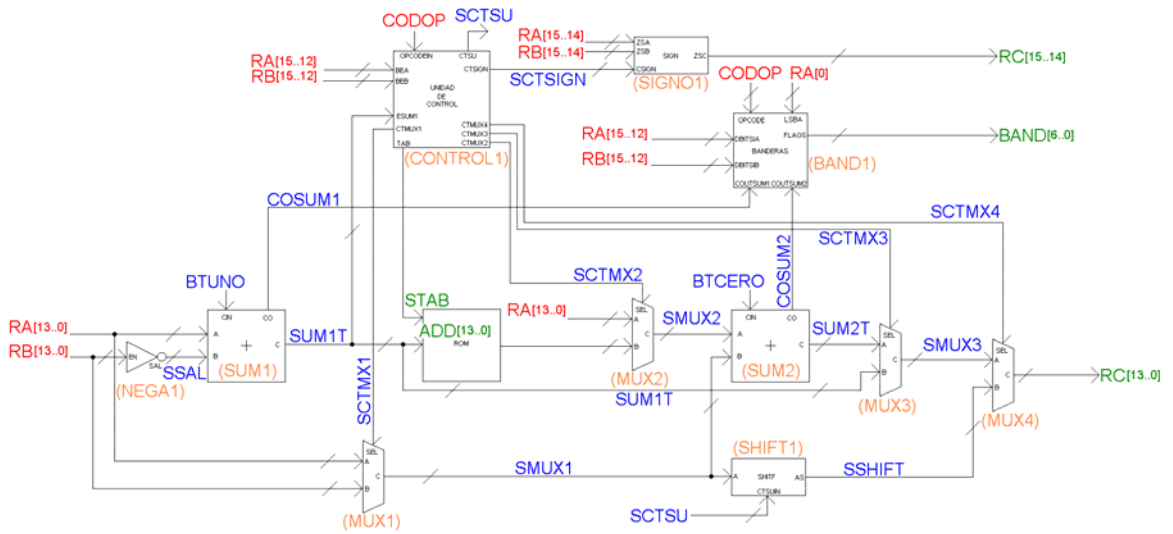 SCTSU
CODOP
RA[15..12]
RB[15..12]
OPCODEIN
CTSU
BEA
BEB
CTSIGN
UNIDAD
DE
CONTROL
ESUM1
CTMUX1
TAB
CTMUX4
CTMUX3
CTMUX2
(CONTROL1)
RA[15..14]
RB[15..14]
SCTSIGN
ZSA
ZSB
SIGN
ZSC
CSIGN
(SIGNO1)
RC[15..14]
CODOP
RA[0]
RA[15..12]
RB[15..12]
OPCODE
LSBA
FLAGS
DBITSIA
BANDERAS
DBITSIB
COUTSUM1
COUTSUM2
(BAND1)
BAND[6..0]
COSUM1
SCTMX4
SCTMX3
COSUM2
SCTMX2
BTUNO
BTCERO
STAB
RA[13..0]
RB[13..0]
EN
SAL
(NEGA1)
SSAL
CIN
CO
A
+
C
B
(SUM1)
SUM1T
SCTMX1
ADD[13..0]
ROM
RA[13..0]
SEL
A
C
B
(MUX2)
SMUX2
CIN
CO
A
+
C
B
(SUM2)
SUM2T
SUM1T
SEL
A
C
B
(MUX3)
SMUX3
SEL
A
C
B
(MUX4)
RC[13..0]
SEL
A
C
B
(MUX1)
SMUX1
(SHIFT1)
A
SHITF
AS
CTSUIN
SSHIFT
SCTSU